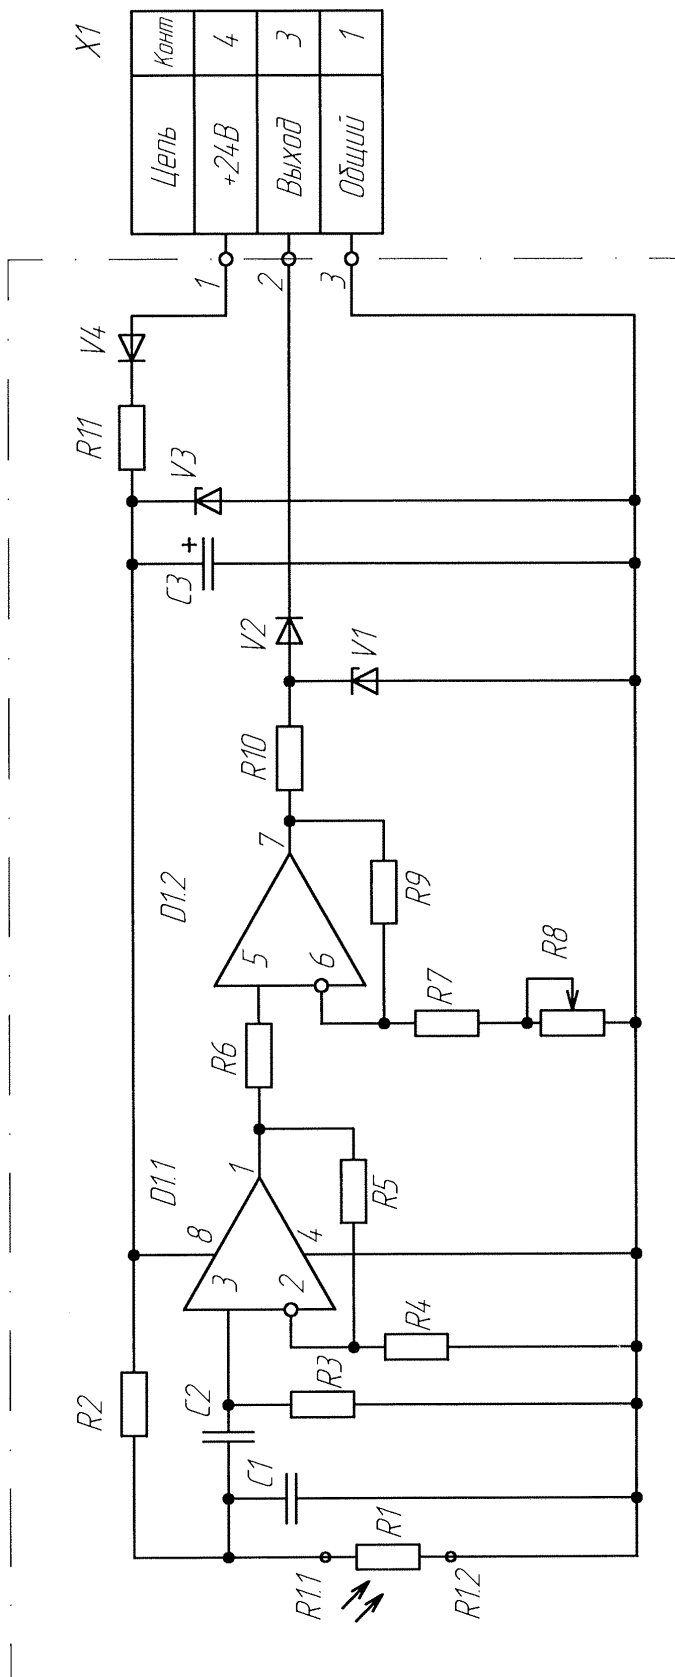 X1
Цепь
Конт
+24В
4
Выход
3
Общий
1
1
2
3
V4
R11
V3
+
C3
V2
V1
R10
7
D1.2
5
6
R9
R7
R8
R6
D1.1
1
8
3
2
4
R5
R4
R3
R2
C2
C1
R1
R1.1
R1.2